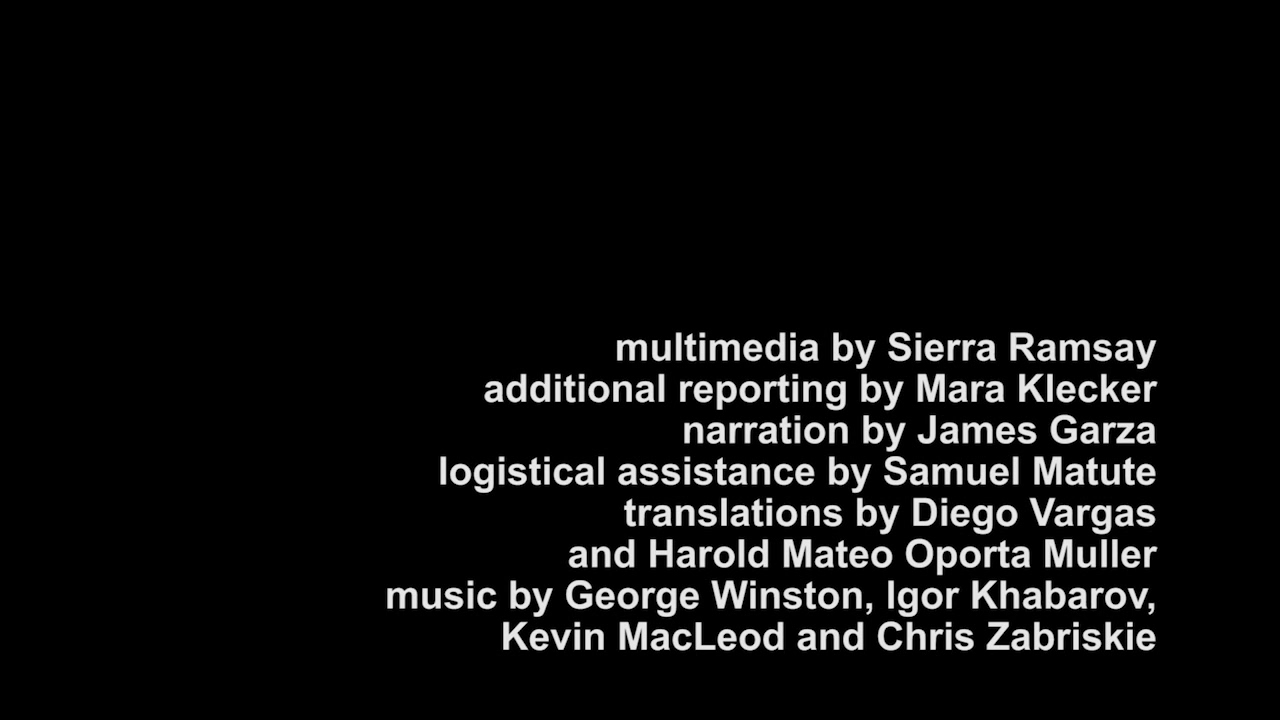 multimedia by Sierra Ramsay
additional reporting by Mara Klecker
narration by James Garza
logistical assistance by Samuel Matute
translations by Diego Vargas
and Harold Mateo Oporta Muller
music by George Winston, Igor Khabarov,
Kevin MacLeod and Chris Zabriskie